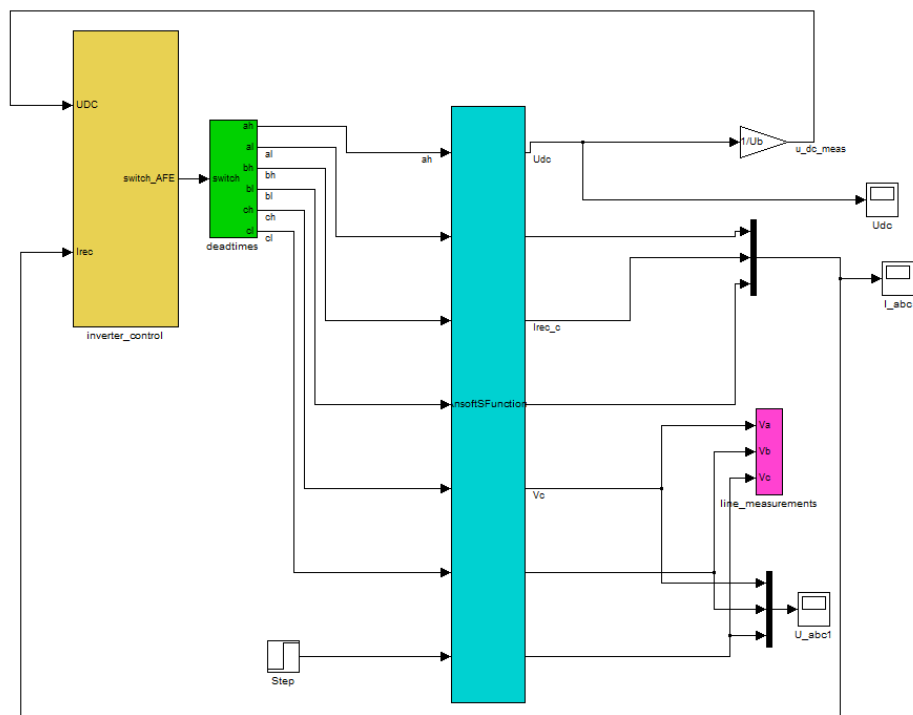 UDC
switch_AFE
Irec
inverter_control
switch
ah
al
bh
bl
ch
cl
deadtimes
al
bh
bl
ch
cl
ah
AnsoftSFunction
Udc
Irec_c
Vc
1/Ub
u_dc_meas
Udc
I_abc
Va
Vb
Vc
line_measurements
U_abc1
Step